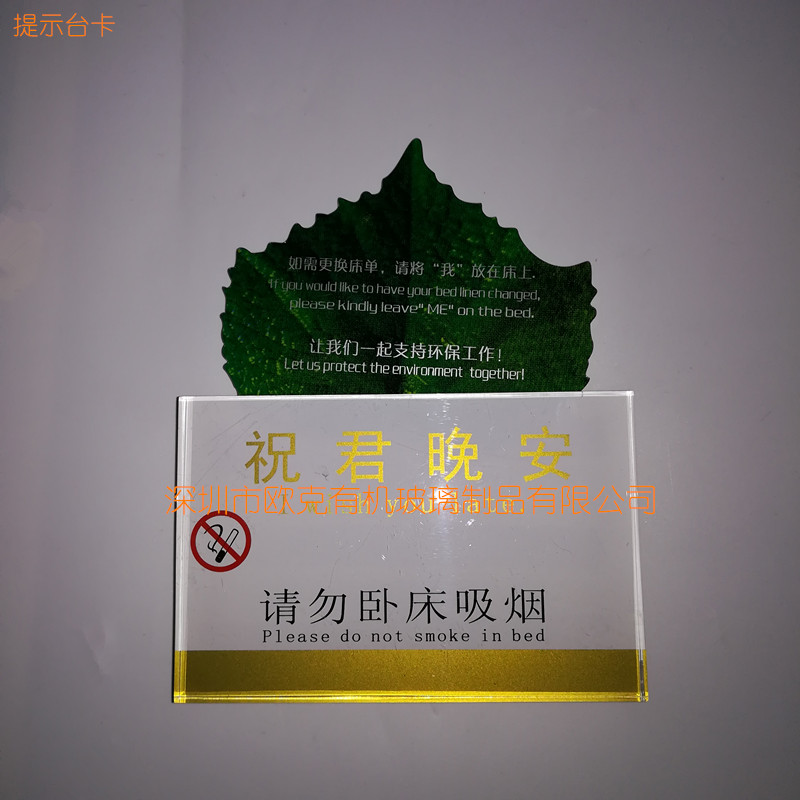 提示台卡
如需更换床单，请将“我”放在床上.
If you would like to have your bed linen changed,
please kindly leave"ME" on the bed.
让我们一起支持环保工作！
Let us protect the environment together!
祝君晚安
深圳市欧克有机玻璃制品有限公司
I wish you
请勿卧床吸烟
Please do not smoke in bed